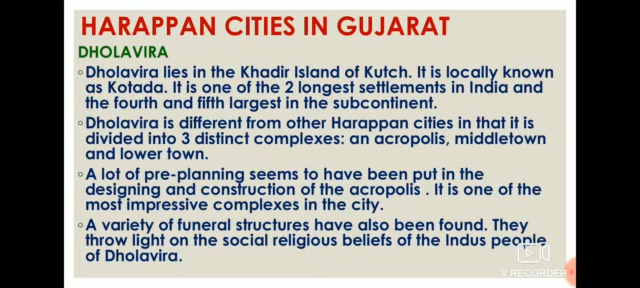 HARAPPAN CITIES IN GUJARAT
DHOLAVIRA
Dholavira lies in the Khadir Island of Kutch. It is locally known
as Kotada. It is one of the 2 longest settlements in India and
the fourth and fifth largest in the subcontinent.
Dholavira is different from other Harappan cities in that it is
divided into 3 distinct complexes: an acropolis, middletown
and lower town.
A lot of pre-planning seems to have been put in the
designing and construction of the acropolis . It is one of the
most impressive complexes in the city.
A variety of funeral structures have also been found. They
throw light on the social religious beliefs of the Indus people
of Dholavira.
V RECORDER